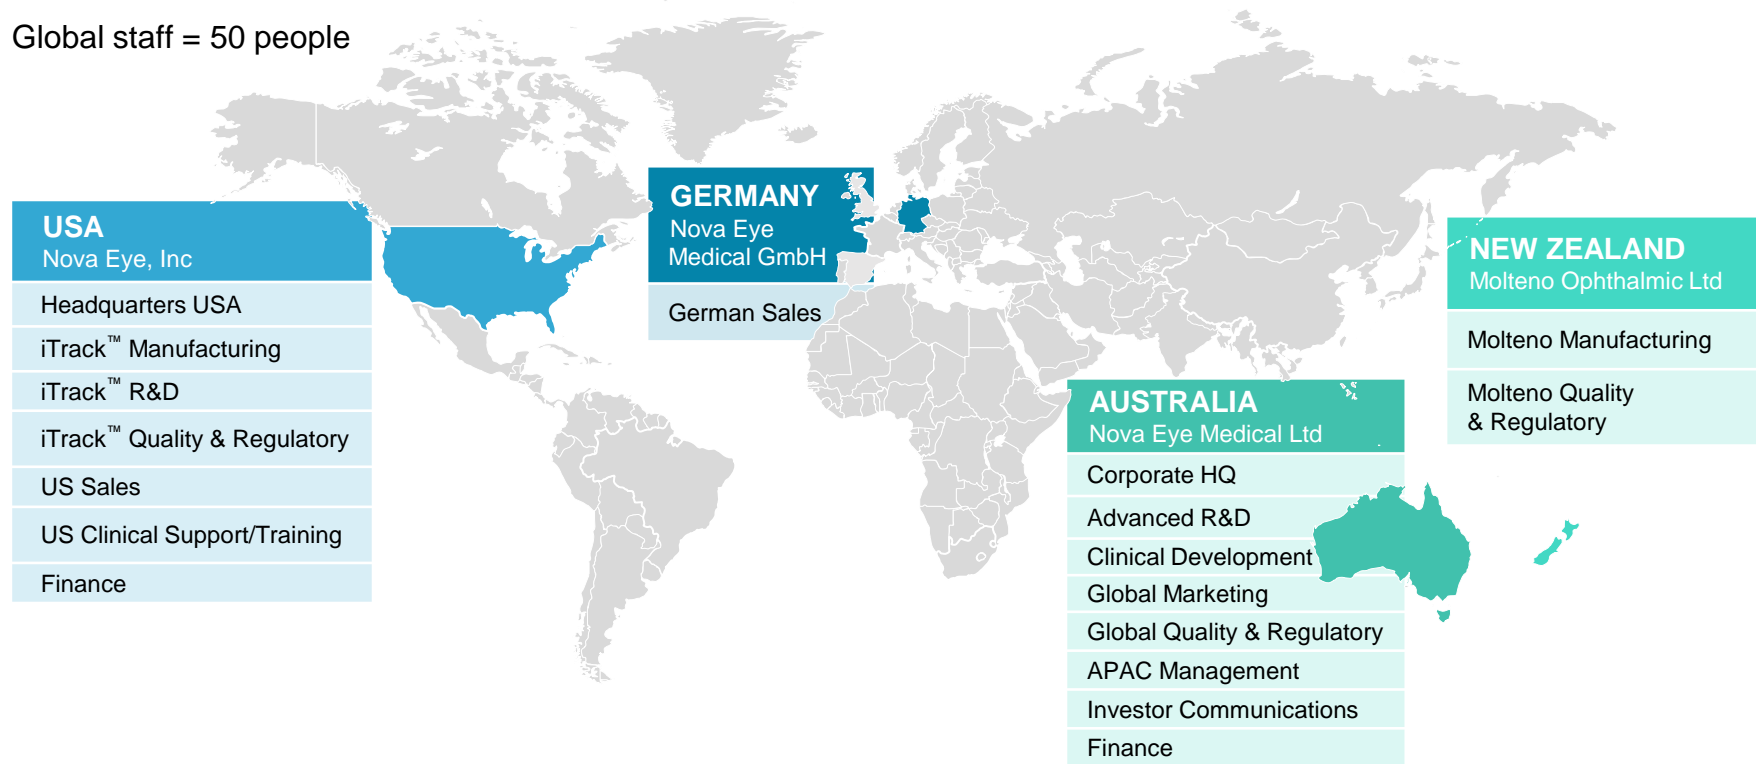 Global staff = 50 people
USA
Nova Eye, Inc
Headquarters USA
iTrack™ Manufacturing
iTrack™ R&D
iTrack™ Quality & Regulatory
US Sales
US Clinical Support/Training
Finance
GERMANY
Nova Eye
Medical GmbH
German Sales
AUSTRALIA
Nova Eye Medical Ltd
Corporate HQ
Advanced R&D
Clinical Development
Global Marketing
Global Quality & Regulatory
APAC Management
Investor Communications
Finance
NEW ZEALAND
Molteno Ophthalmic Ltd
Molteno Manufacturing
Molteno Quality
& Regulatory